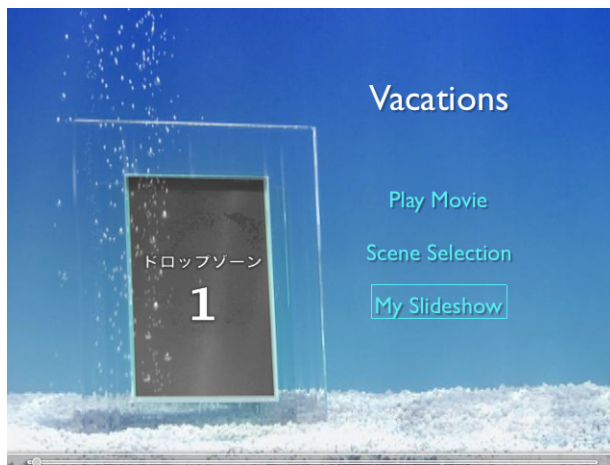 Vacations
Play Movie
Scene Selection
My Slideshow
ドロップゾーン
1